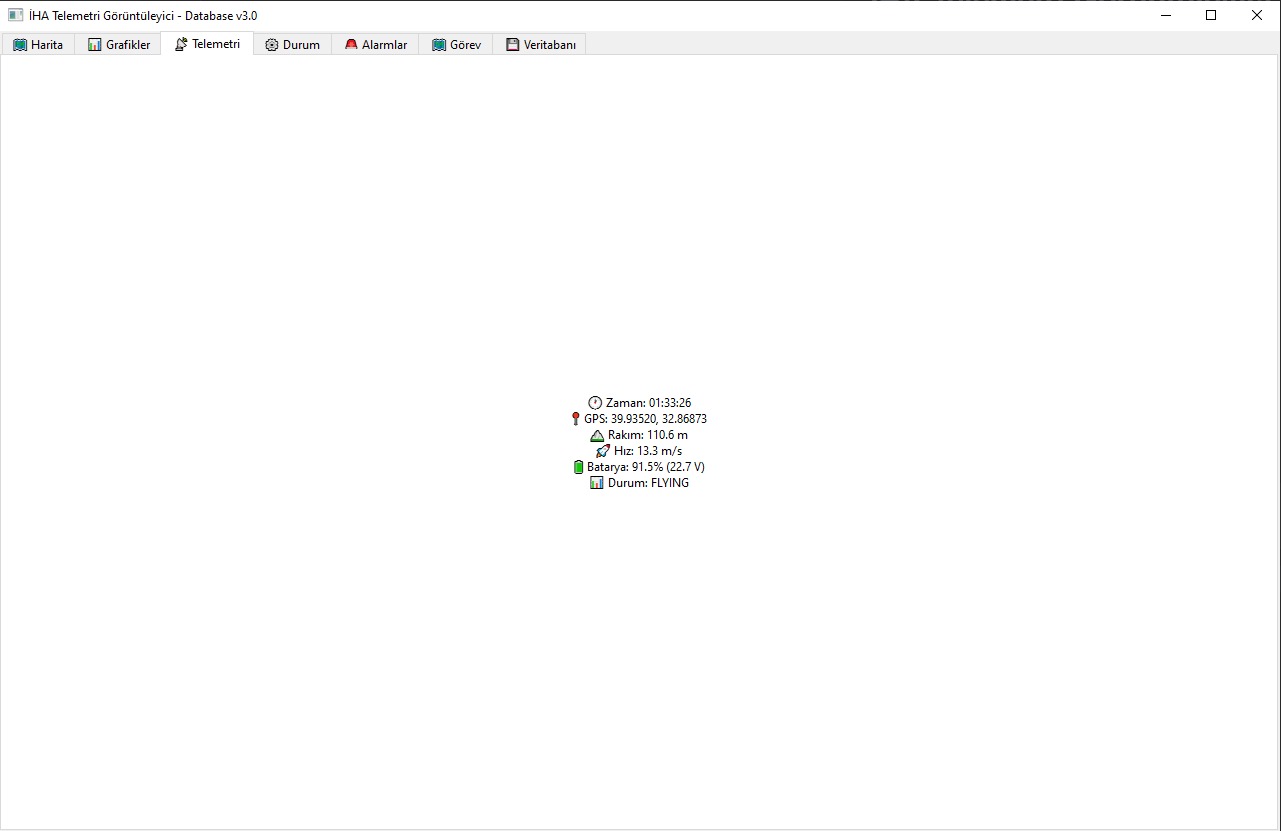 İHA Telemetri Görüntüleyici - Database v3.0
Harita Grafikler Telemetri Durum Alarmlar Görev Veritabanı
Zaman: 01:33:26
GPS: 39.93520, 32.86873
Rakım: 110.6 m
Hız: 13.3 m/s
Batarya: 91.5% (22.7 V)
Durum: FLYING